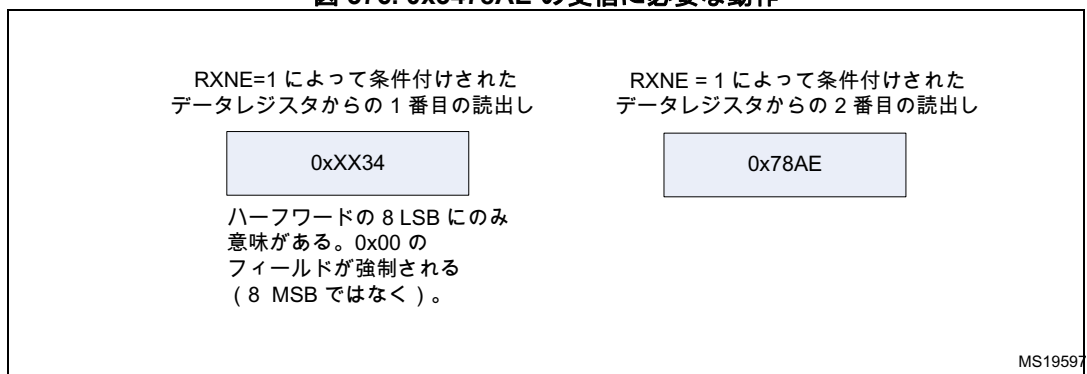 RXNE=1 によって条件付けされた
データレジスタからの 1 番目の読出し
0xXX34
ハーフワードの 8 LSB にのみ
意味がある。0x00 の
フィールドが強制される
( 8 MSB ではなく ) 。
RXNE = 1 によって条件付けされた
データレジスタからの 2 番目の読出し
0x78AE
MS19597